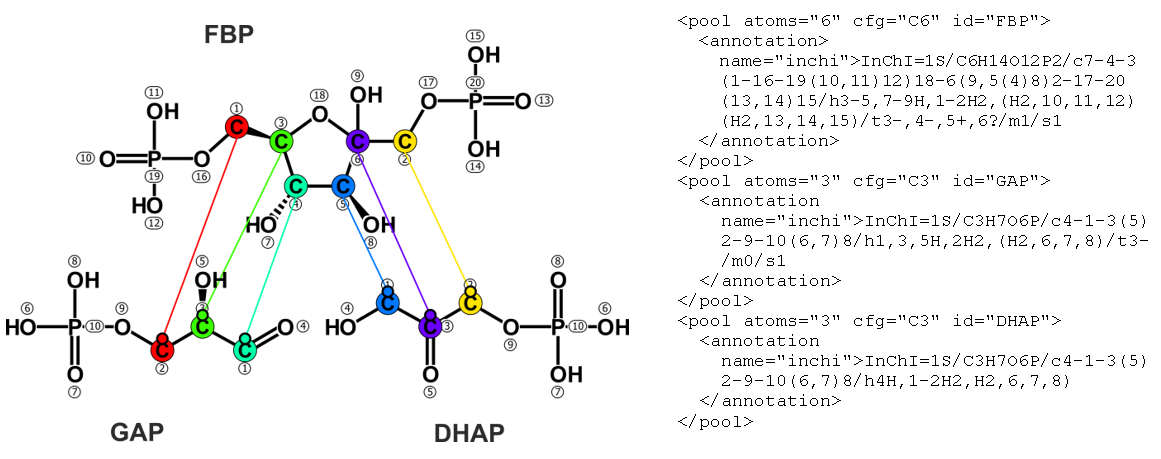 FBP
⑮
OH
⑨
OH
⑰
O
⑳
P
O
⑬
⑪
OH
①
C
③
C
O
⑱
C
⑥
C
②
OH
⑭
⑩
O
P
⑲
O
⑯
HO
⑫
C
④
C
⑤
HO
⑦
OH
⑧
⑧
OH
⑤
OH
⑥
HO
P
⑩
⑨
O
C
②
③
C
C
①
O
④
O
⑦
①
C
④
HO
C
③
②
C
O
⑨
⑧
O
P
⑩
OH
⑥
O
⑤
OH
⑦
GAP
DHAP
<pool atoms="6" cfg="C6" id="FBP">
<annotation>
name="inchi">InChI=1S/C6H14O12P2/c7-4-3
(1-16-19(10,11)12)18-6(9,5(4)8)2-17-20
(13,14)15/h3-5,7-9H,1-2H2,(H2,10,11,12)
(H2,13,14,15)/t3-,4-,5+,6?/m1/s1
</annotation>
</pool>
<pool atoms="3" cfg="C3" id="GAP">
<annotation
name="inchi">InChI=1S/C3H7O6P/c4-1-3(5)
2-9-10(6,7)8/h1,3,5H,2H2,(H2,6,7,8)/t3-
/m0/s1
</annotation>
</pool>
<pool atoms="3" cfg="C3" id="DHAP">
<annotation
name="inchi">InChI=1S/C3H7O6P/c4-1-3(5)
2-9-10(6,7)8/h4H,1-2H2,H2,6,7,8)
</annotation>
</pool>